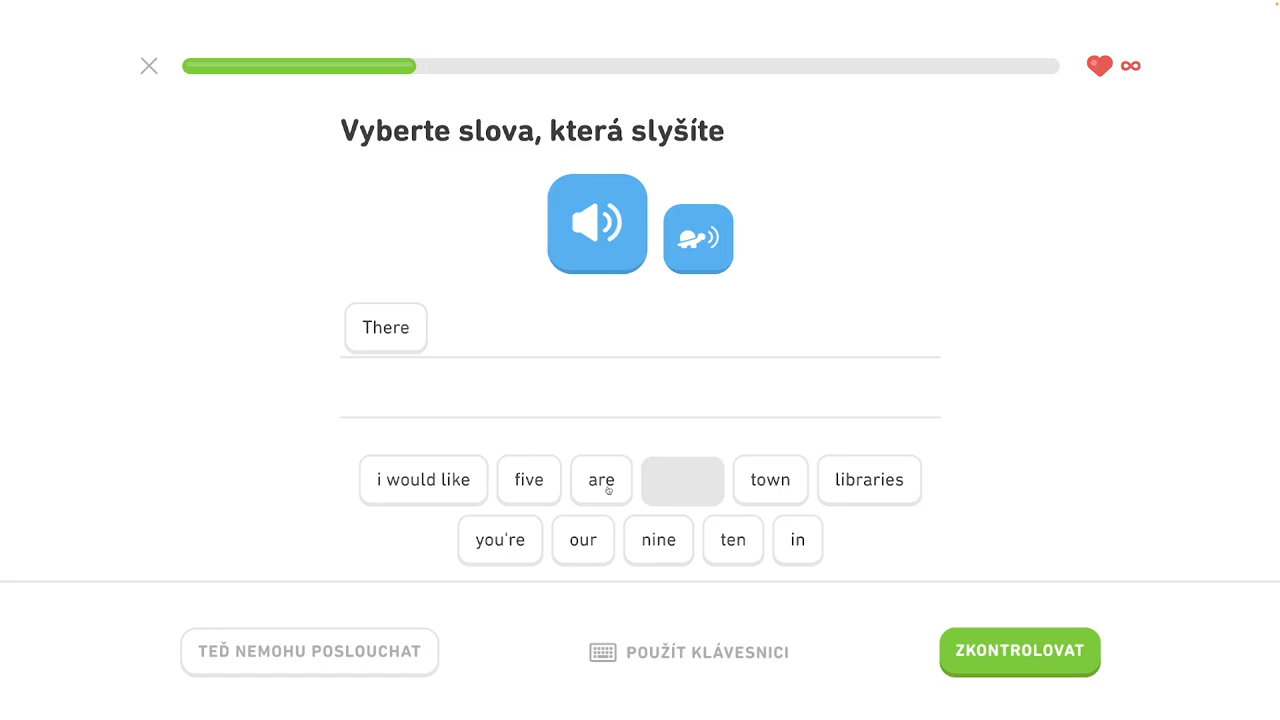 Vyberte slova, která slyšíte
There
i would like five are town libraries
you're our nine ten in
TEĎ NEMOHU POSLOUCHAT POUŽÍT KLÁVESNICI ZKONTROLOVAT